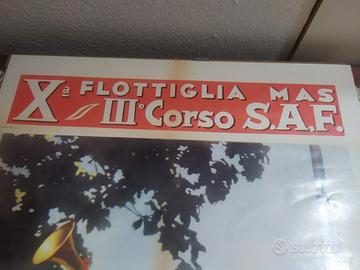 Xª FLOTTIGLIA MAS
IIIº Corso S.A.F.
subito